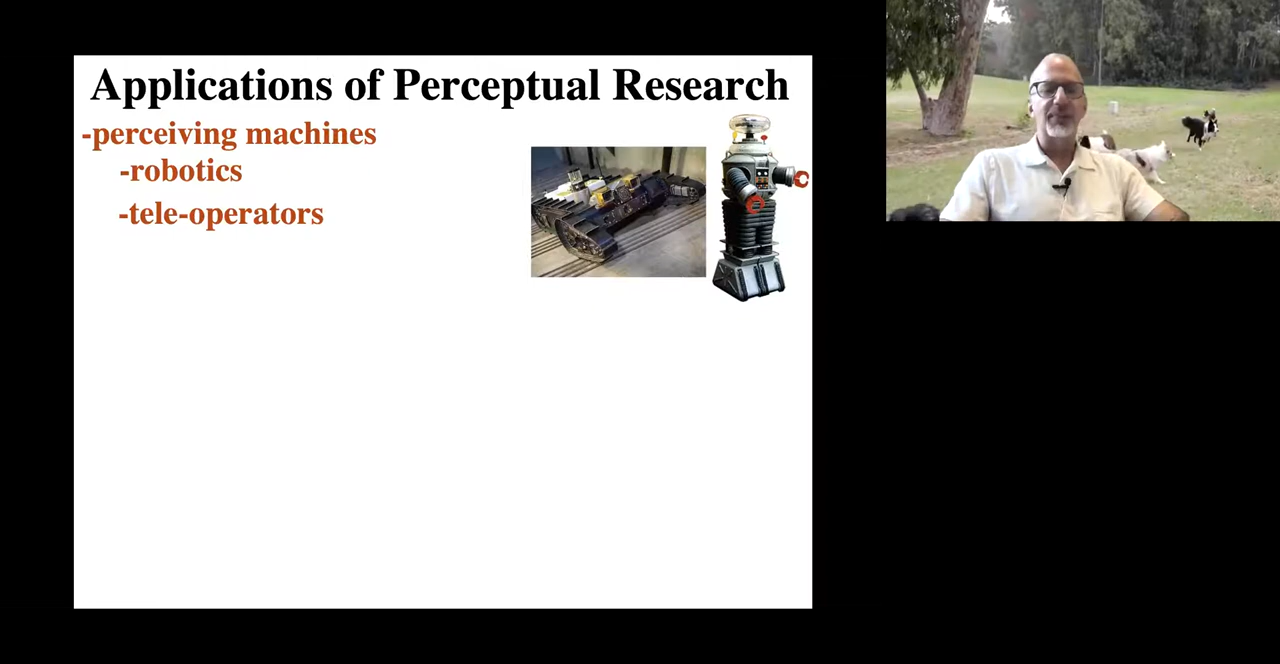 Applications of Perceptual Research
-perceiving machines
-robotics
-tele-operators